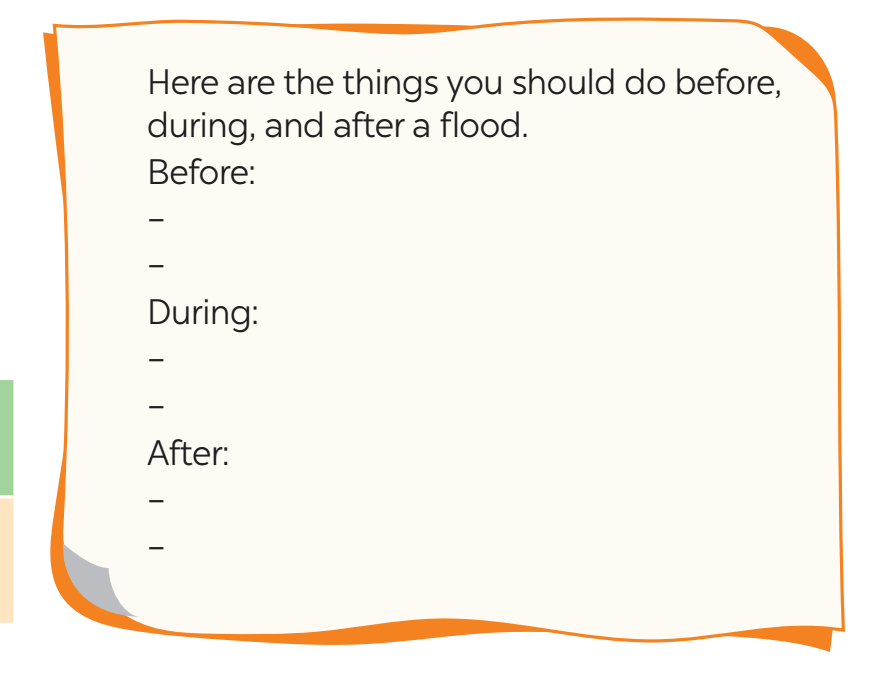 Here are the things you should do before,
during, and after a flood.
Before:
–
–
During:
–
–
After:
–
–